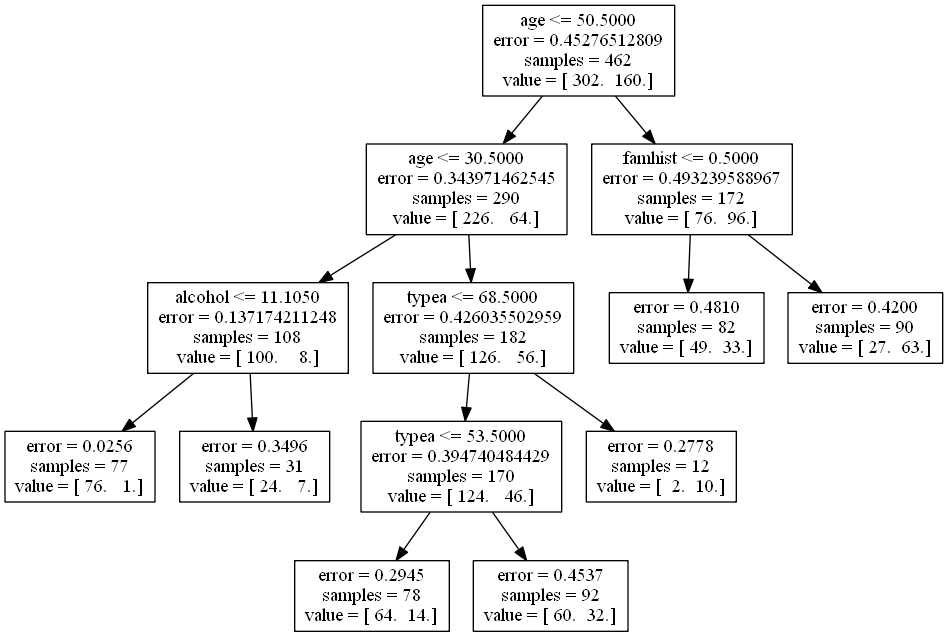 age <= 50.5000
error = 0.45276512809
samples = 462
value = [ 302.  160.]
age <= 30.5000
error = 0.343971462545
samples = 290
value = [ 226.   64.]
famhist <= 0.5000
error = 0.493239588967
samples = 172
value = [ 76.  96.]
alcohol <= 11.1050
error = 0.137174211248
samples = 108
value = [ 100.    8.]
typea <= 68.5000
error = 0.426035502959
samples = 182
value = [ 126.   56.]
error = 0.4810
samples = 82
value = [ 49.  33.]
error = 0.4200
samples = 90
value = [ 27.  63.]
error = 0.0256
samples = 77
value = [ 76.   1.]
error = 0.3496
samples = 31
value = [ 24.   7.]
typea <= 53.5000
error = 0.394740484429
samples = 170
value = [ 124.   46.]
error = 0.2778
samples = 12
value = [  2.  10.]
error = 0.2945
samples = 78
value = [ 64.  14.]
error = 0.4537
samples = 92
value = [ 60.  32.]